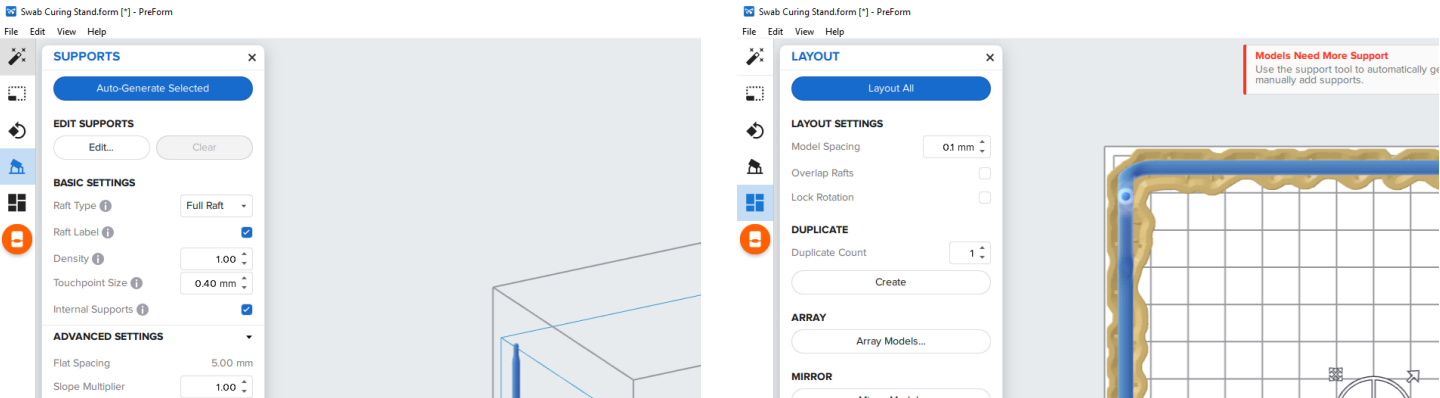 Swab Curing Stand.form [*] - PreForm
File Edit View Help
SUPPORTS
Auto-Generate Selected
EDIT SUPPORTS
Edit... Clear
BASIC SETTINGS
Raft Type Full Raft
Raft Label
Density 1.00
Touchpoint Size 0.40 mm
Internal Supports
ADVANCED SETTINGS
Flat Spacing 5.00 mm
Slope Multiplier 1.00
Swab Curing Stand.form [*] - PreForm
File Edit View Help
LAYOUT
Layout All
LAYOUT SETTINGS
Model Spacing 0.1 mm
Overlap Rafts
Lock Rotation
DUPLICATE
Duplicate Count 1
Create
ARRAY
Array Models...
MIRROR
Models Need More Support
Use the support tool to automatically ge
manually add supports.